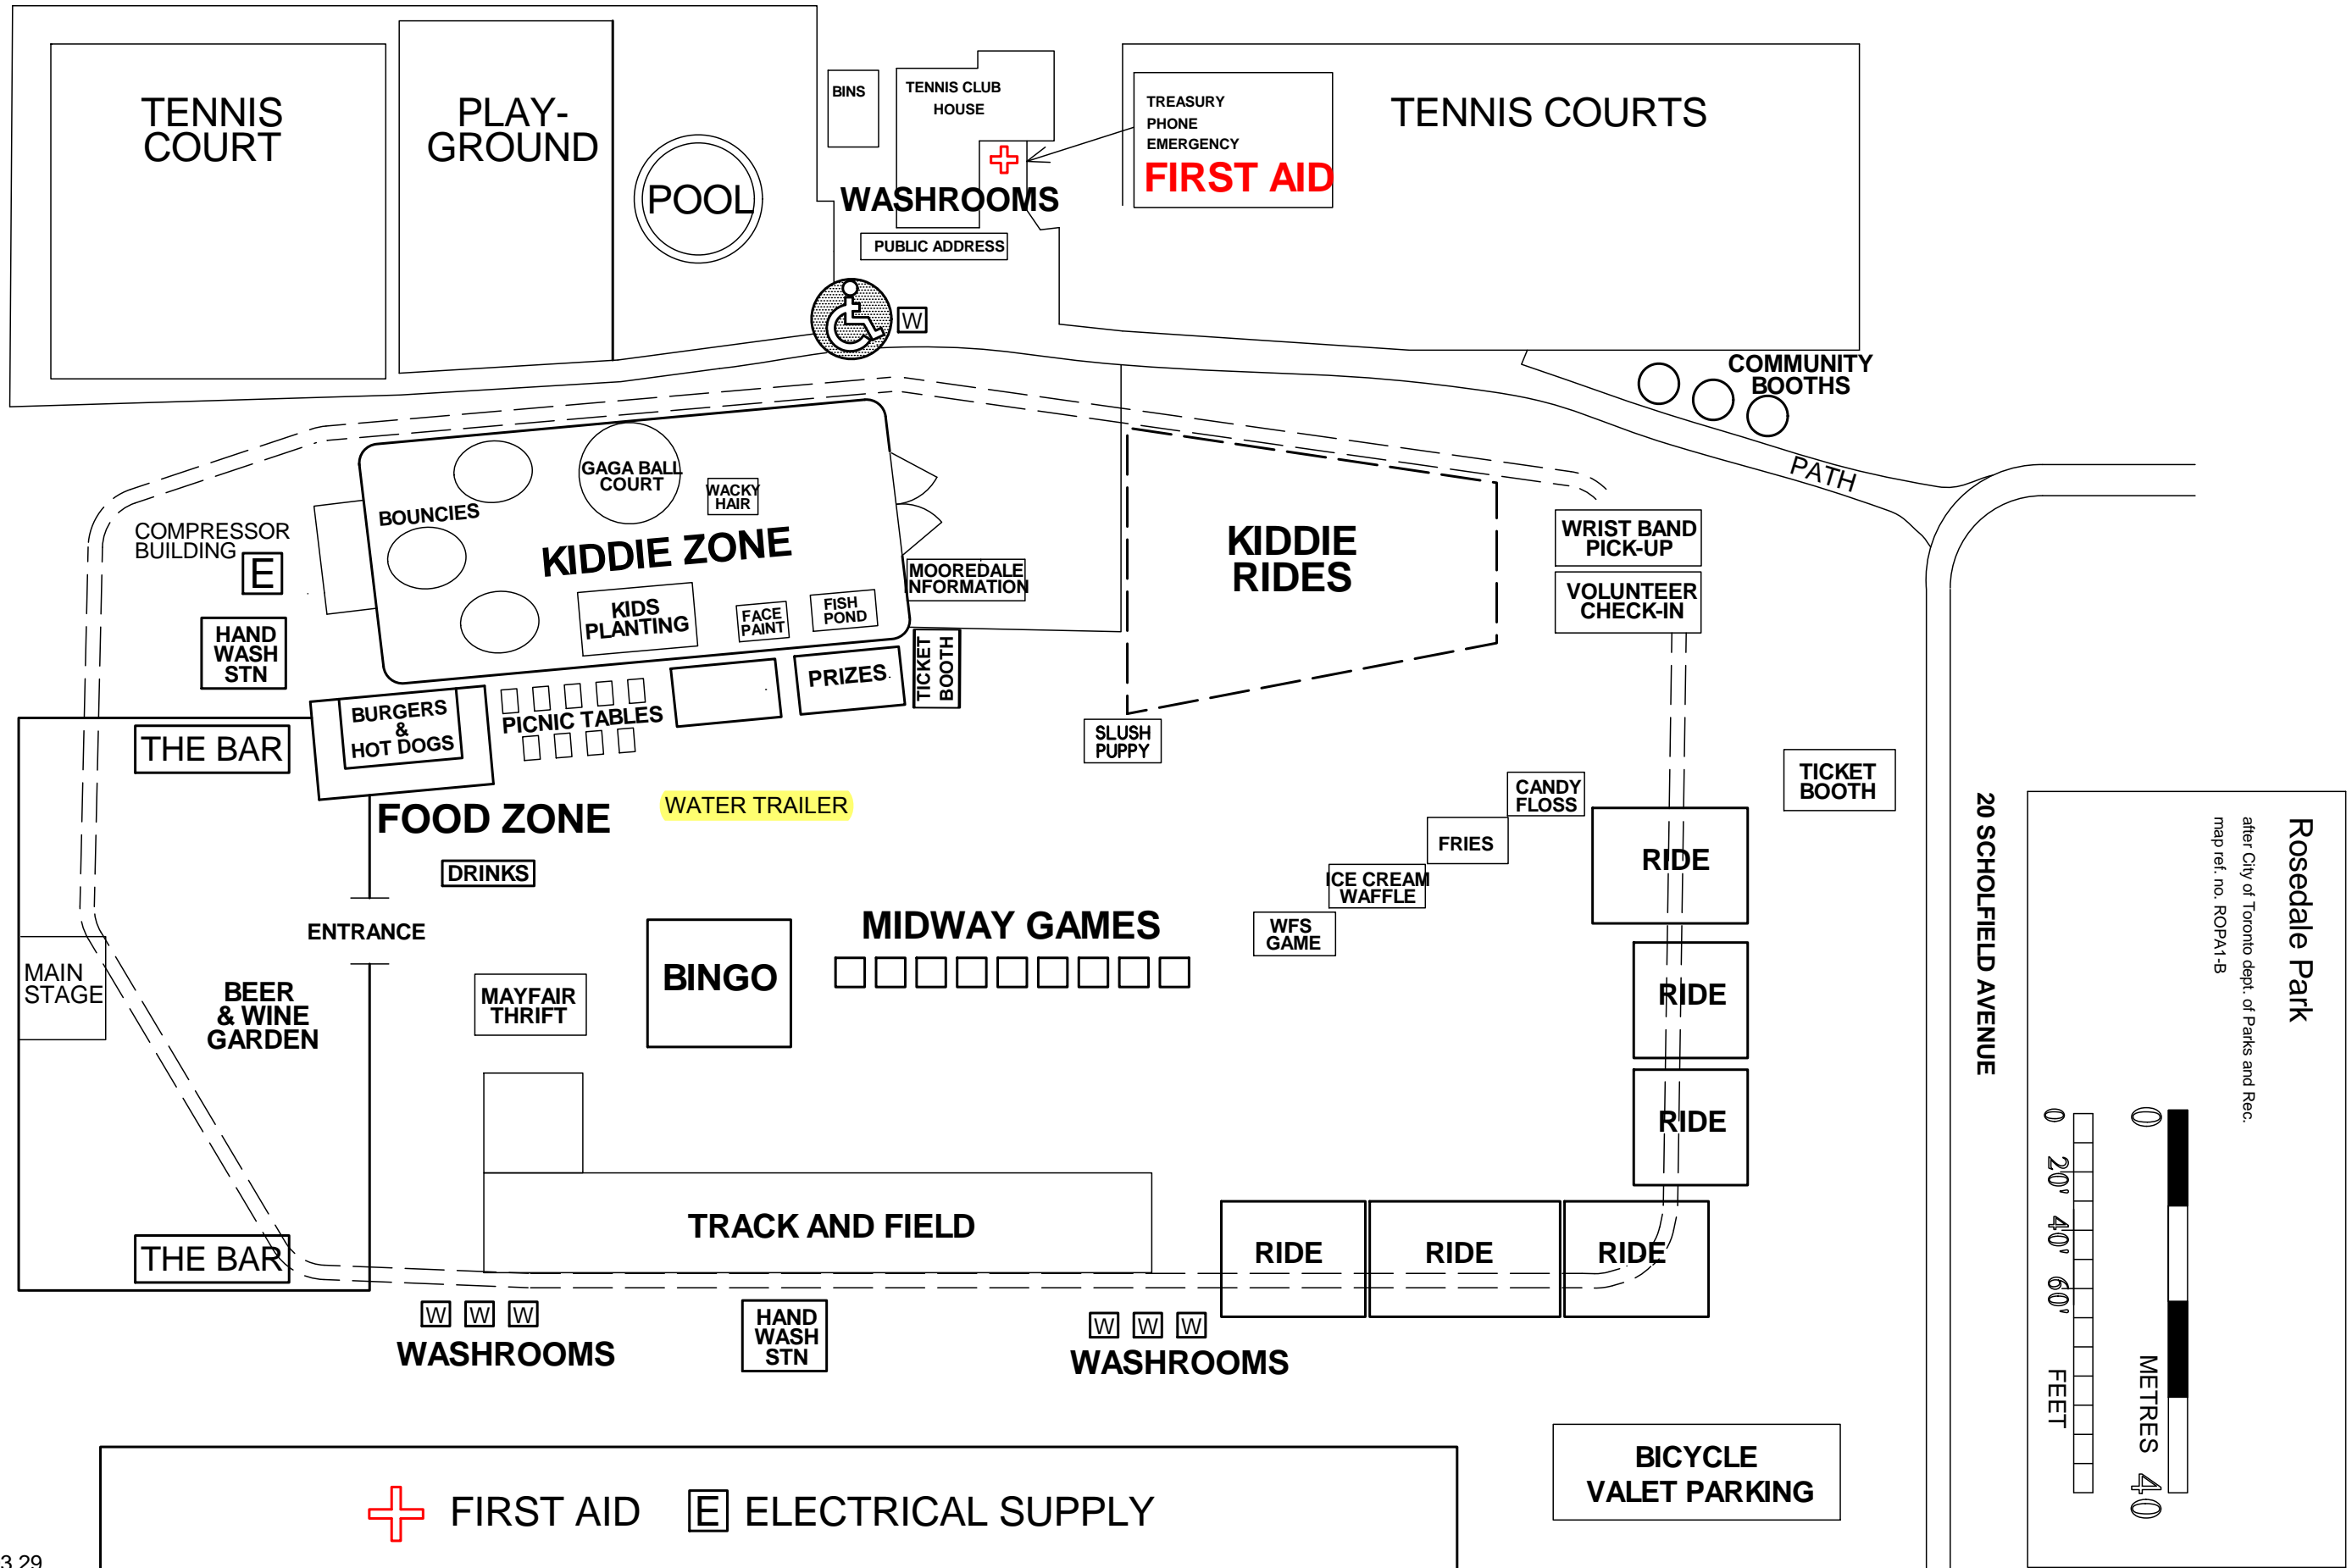 TENNIS
COURT
PLAY-
GROUND
POOL
BINS
TENNIS CLUB
HOUSE
WASHROOMS
PUBLIC ADDRESS
W
TREASURY
PHONE
EMERGENCY
FIRST AID
TENNIS COURTS
COMMUNITY
BOOTHS
PATH
COMPRESSOR
BUILDING
E
HAND
WASH
STN
BOUNCIES
GAGA BALL
COURT
WACKY
HAIR
KIDDIE ZONE
KIDS
PLANTING
FACE
PAINT
FISH
POND
MOOREDALE
NFORMATION
KIDDIE
RIDES
WRIST BAND
PICK-UP
VOLUNTEER
CHECK-IN
THE BAR
BURGERS
&
HOT DOGS
PICNIC TABLES
PRIZES
TICKET
BOOTH
SLUSH
PUPPY
FOOD ZONE
WATER TRAILER
DRINKS
CANDY
FLOSS
FRIES
ICE CREAM
WAFFLE
WFS
GAME
RIDE
TICKET
BOOTH
ENTRANCE
MAIN
STAGE
BEER
& WINE
GARDEN
MAYFAIR
THRIFT
BINGO
MIDWAY GAMES
RIDE
RIDE
TRACK AND FIELD
RIDE
RIDE
RIDE
THE BAR
W W W
WASHROOMS
HAND
WASH
STN
W W W
WASHROOMS
BICYCLE
VALET PARKING
20 SCHOLFIELD AVENUE
Rosedale Park
after City of Toronto dept. of Parks and Rec.
map ref. no. ROPA1-B
0 METRES 40
0 20' 40' 60' FEET
FIRST AID
E ELECTRICAL SUPPLY
3.29